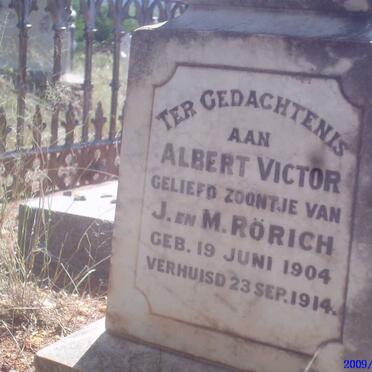 TER GEDACHTENIS
AAN
ALBERT VICTOR
GELIEFD ZOONTJE VAN
J. EN M. RÖRICH
GEB. 19 JUNI 1904
VERHUISD 23 SEP. 1914.
2009/